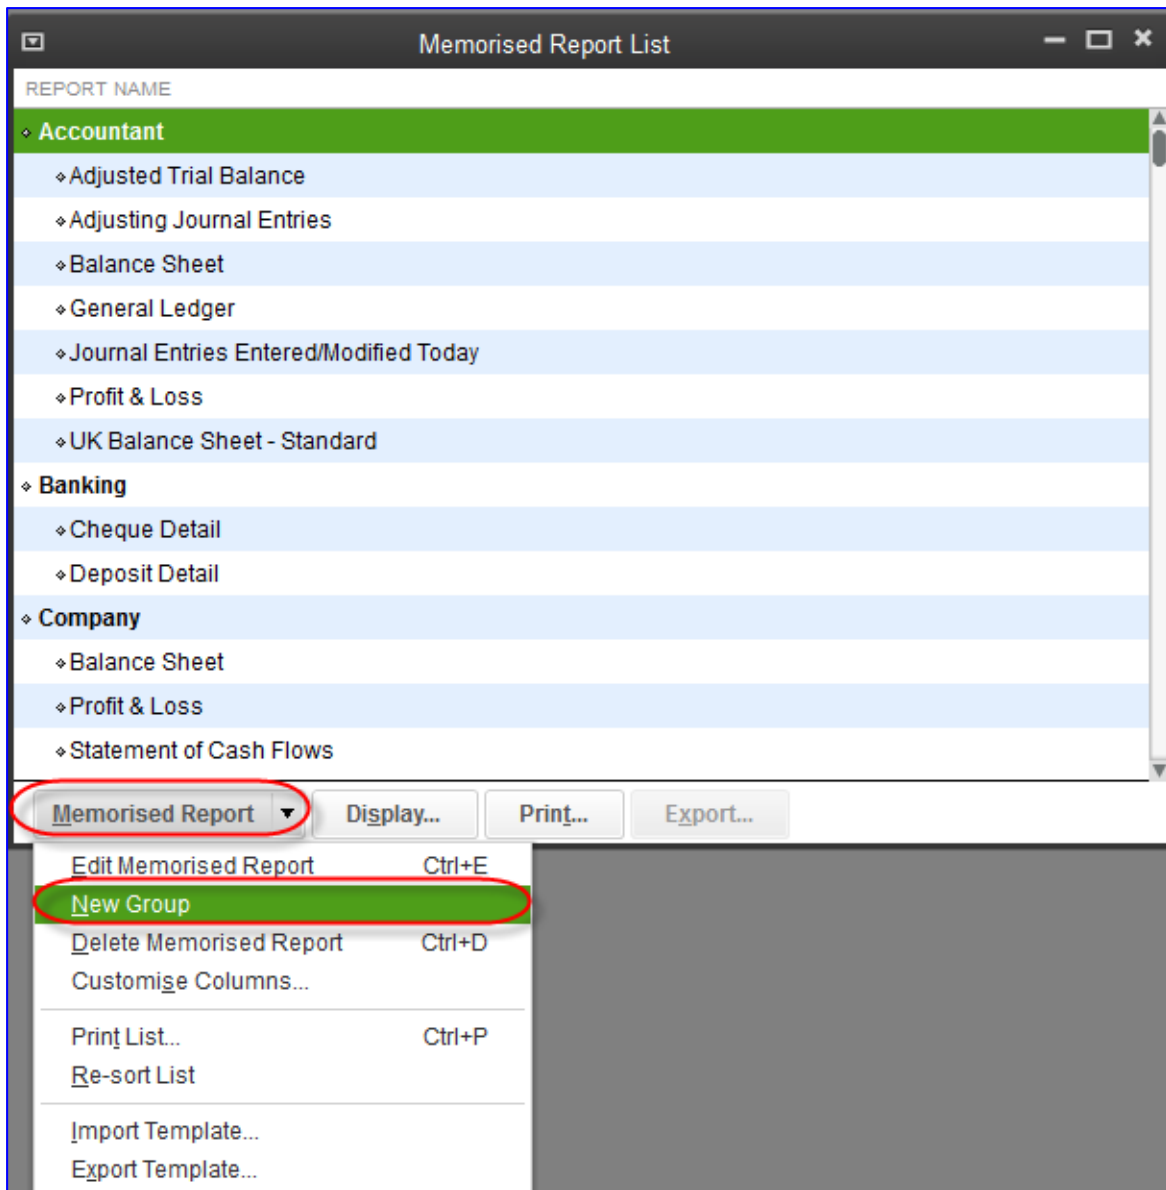 Memorised Report List
REPORT NAME
Accountant
Adjusted Trial Balance
Adjusting Journal Entries
Balance Sheet
General Ledger
Journal Entries Entered/Modified Today
Profit & Loss
UK Balance Sheet - Standard
Banking
Cheque Detail
Deposit Detail
Company
Balance Sheet
Profit & Loss
Statement of Cash Flows
Memorised Report Display... Print... Export...
Edit Memorised Report Ctrl+E
New Group
Delete Memorised Report Ctrl+D
Customise Columns...
Print List... Ctrl+P
Re-sort List
Import Template...
Export Template...